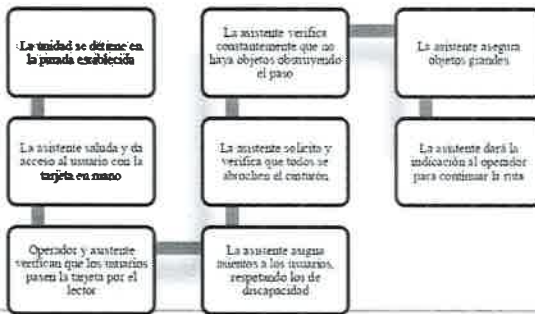 La unidad se detiene en
la parada establecida
La asistente saluda y da
acceso al usuario con la
tarjeta en mano
Operador y asistente
verifican que los usuarios
pasen la tarjeta por el
lector
La asistente asigna
asientos a los usuarios,
respetando los de
discapacidad
La asistente solicita y
verifica que todos se
abrochen el cinturón.
La asistente verifica
constantemente que no
haya objetos obstruyendo
el paso
La asistente asegura
objetos grandes
La asistente dará la
indicación al operador
para continuar la ruta